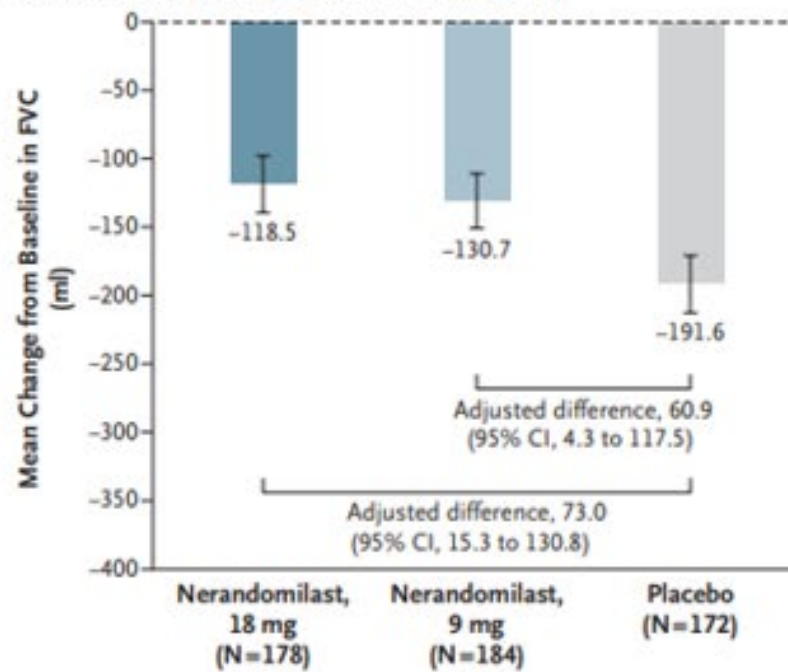 Mean Change from Baseline in FVC
(ml)
0
−50
−100
−150
−200
−250
−300
−350
−400
−118.5
−130.7
−191.6
Adjusted difference, 60.9
(95% CI, 4.3 to 117.5)
Adjusted difference, 73.0
(95% CI, 15.3 to 130.8)
Nerandomilast,
18 mg
(N=178)
Nerandomilast,
9 mg
(N=184)
Placebo
(N=172)